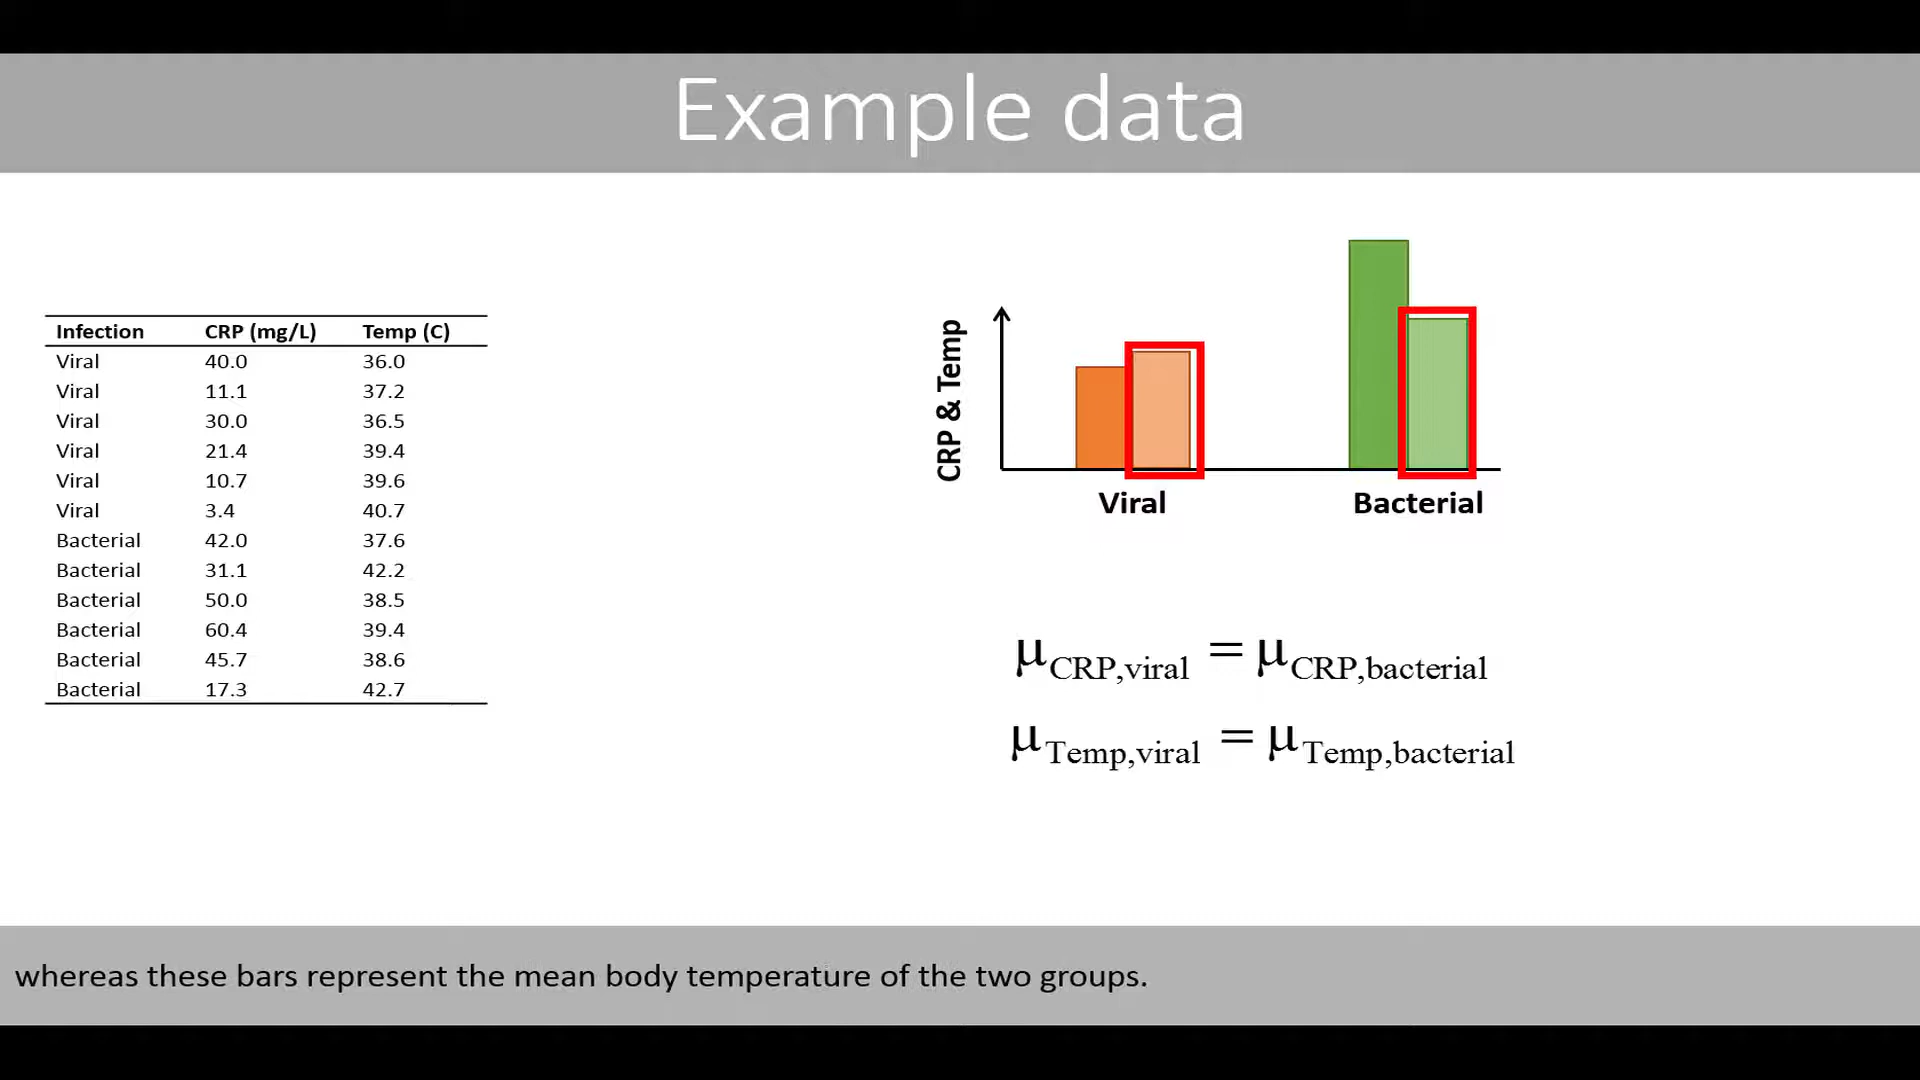 Example data
Infection CRP (mg/L) Temp (C)
Viral 40.0 36.0
Viral 11.1 37.2
Viral 30.0 36.5
Viral 21.4 39.4
Viral 10.7 39.6
Viral 3.4 40.7
Bacterial 42.0 37.6
Bacterial 31.1 42.2
Bacterial 50.0 38.5
Bacterial 60.4 39.4
Bacterial 45.7 38.6
Bacterial 17.3 42.7
CRP & Temp
Viral Bacterial
μCRP,viral = μCRP,bacterial
μTemp,viral = μTemp,bacterial
whereas these bars represent the mean body temperature of the two groups.